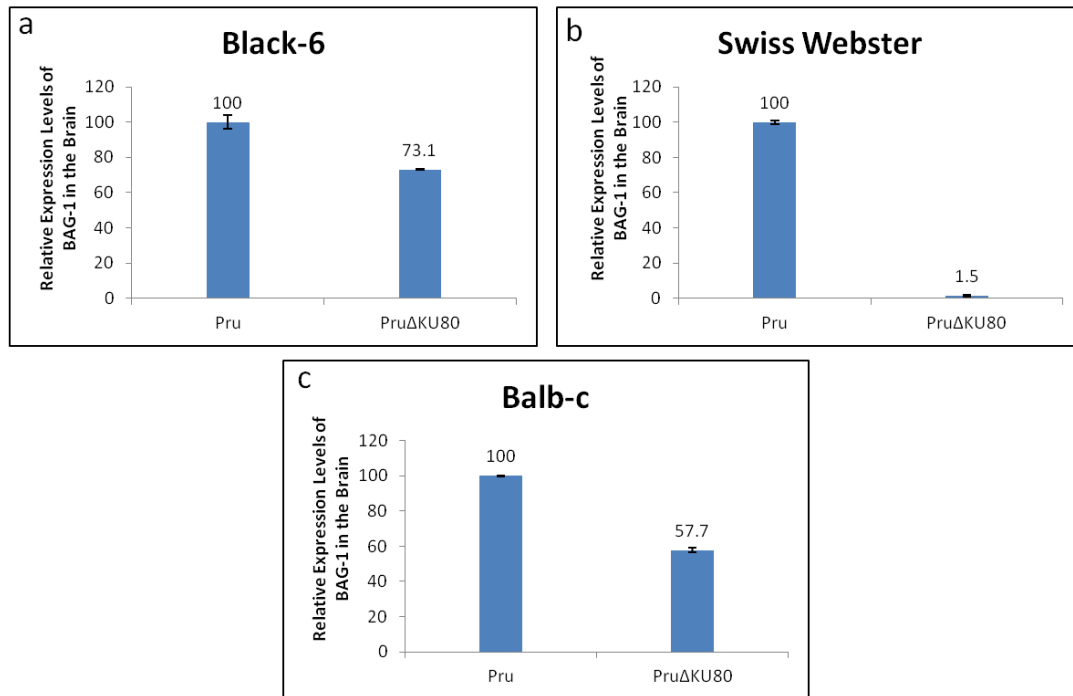 a
Black-6
Relative Expression Levels of
BAG-1 in the Brain
120
100
80
60
40
20
0
100
73.1
Pru
PruΔKU80
b
Swiss Webster
Relative Expression Levels of
BAG-1 in the Brain
120
100
80
60
40
20
0
100
1.5
Pru
PruΔKU80
c
Balb-c
Relative Expression Levels of
BAG-1 in the Brain
120
100
80
60
40
20
0
100
57.7
Pru
PruΔKU80